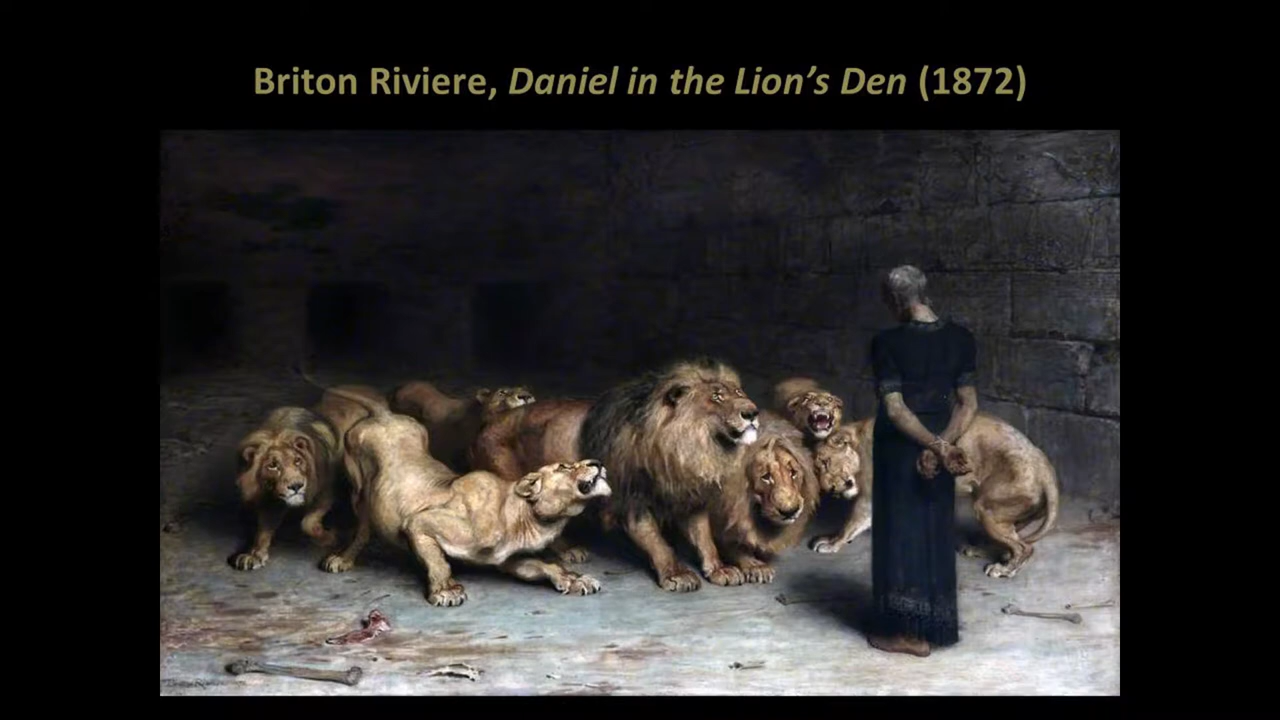 Briton Riviere, Daniel in the Lion’s Den (1872)